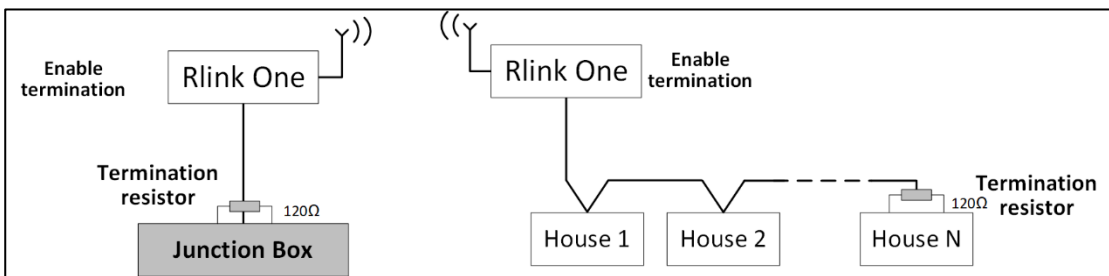 Enable
termination
Rlink One
Termination
resistor
120Ω
Junction Box
Rlink One
Enable
termination
House 1
House 2
House N
120Ω
Termination
resistor